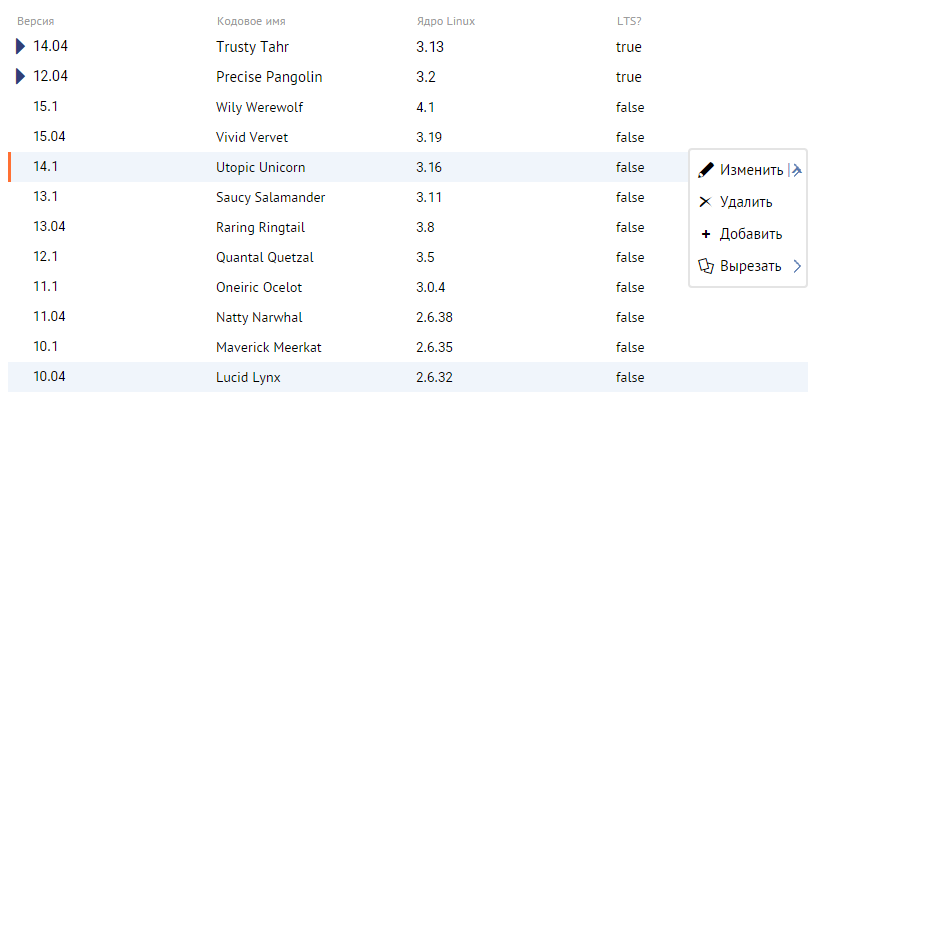 Версия Кодовое имя Ядро Linux LTS?
14.04 Trusty Tahr 3.13 true
12.04 Precise Pangolin 3.2 true
15.1 Wily Werewolf 4.1 false
15.04 Vivid Vervet 3.19 false
14.1 Utopic Unicorn 3.16 false
Изменить
13.1 Saucy Salamander 3.11 false
Удалить
13.04 Raring Ringtail 3.8 false
Добавить
12.1 Quantal Quetzal 3.5 false
Вырезать
11.1 Oneiric Ocelot 3.0.4 false
11.04 Natty Narwhal 2.6.38 false
10.1 Maverick Meerkat 2.6.35 false
10.04 Lucid Lynx 2.6.32 false